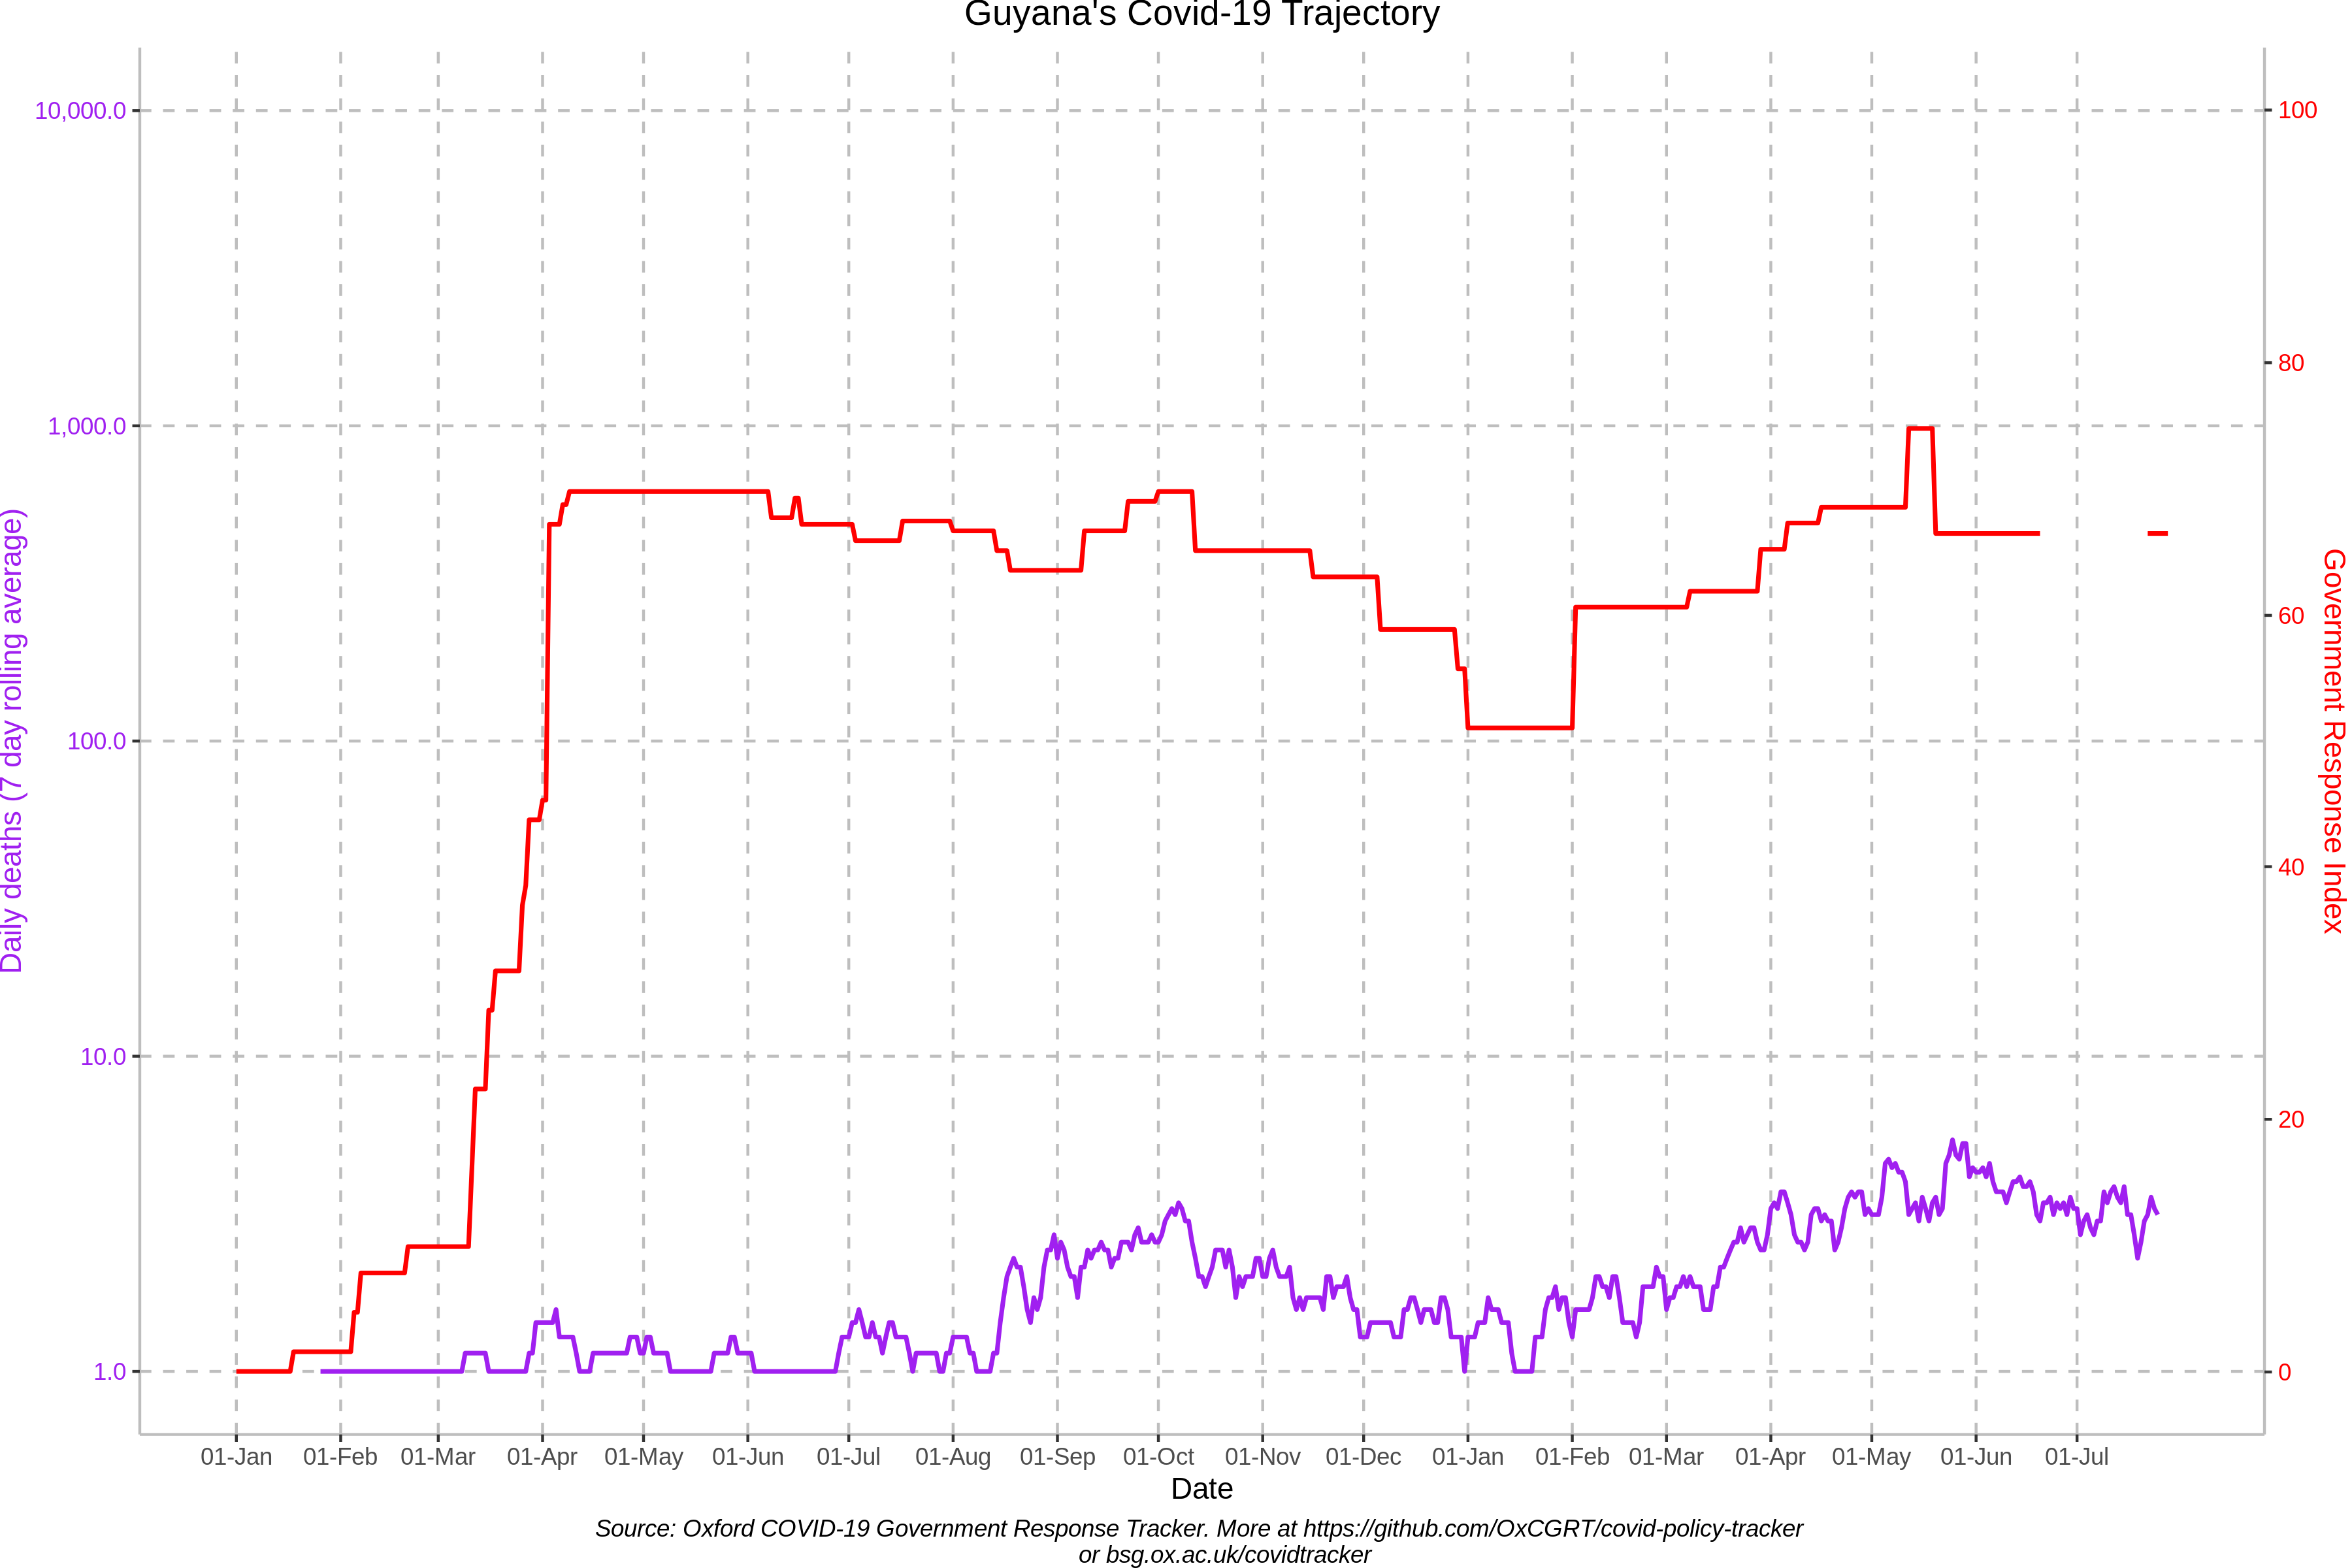 Guyana's Covid-19 Trajectory
10,000.0
1,000.0
100.0
10.0
1.0
Daily deaths (7 day rolling average)
100
80
60
40
20
0
Government Response Index
01-Jan 01-Feb 01-Mar 01-Apr 01-May 01-Jun 01-Jul 01-Aug 01-Sep 01-Oct 01-Nov 01-Dec 01-Jan 01-Feb 01-Mar 01-Apr 01-May 01-Jun 01-Jul
Date
Source: Oxford COVID-19 Government Response Tracker. More at https://github.com/OxCGRT/covid-policy-tracker
or bsg.ox.ac.uk/covidtracker